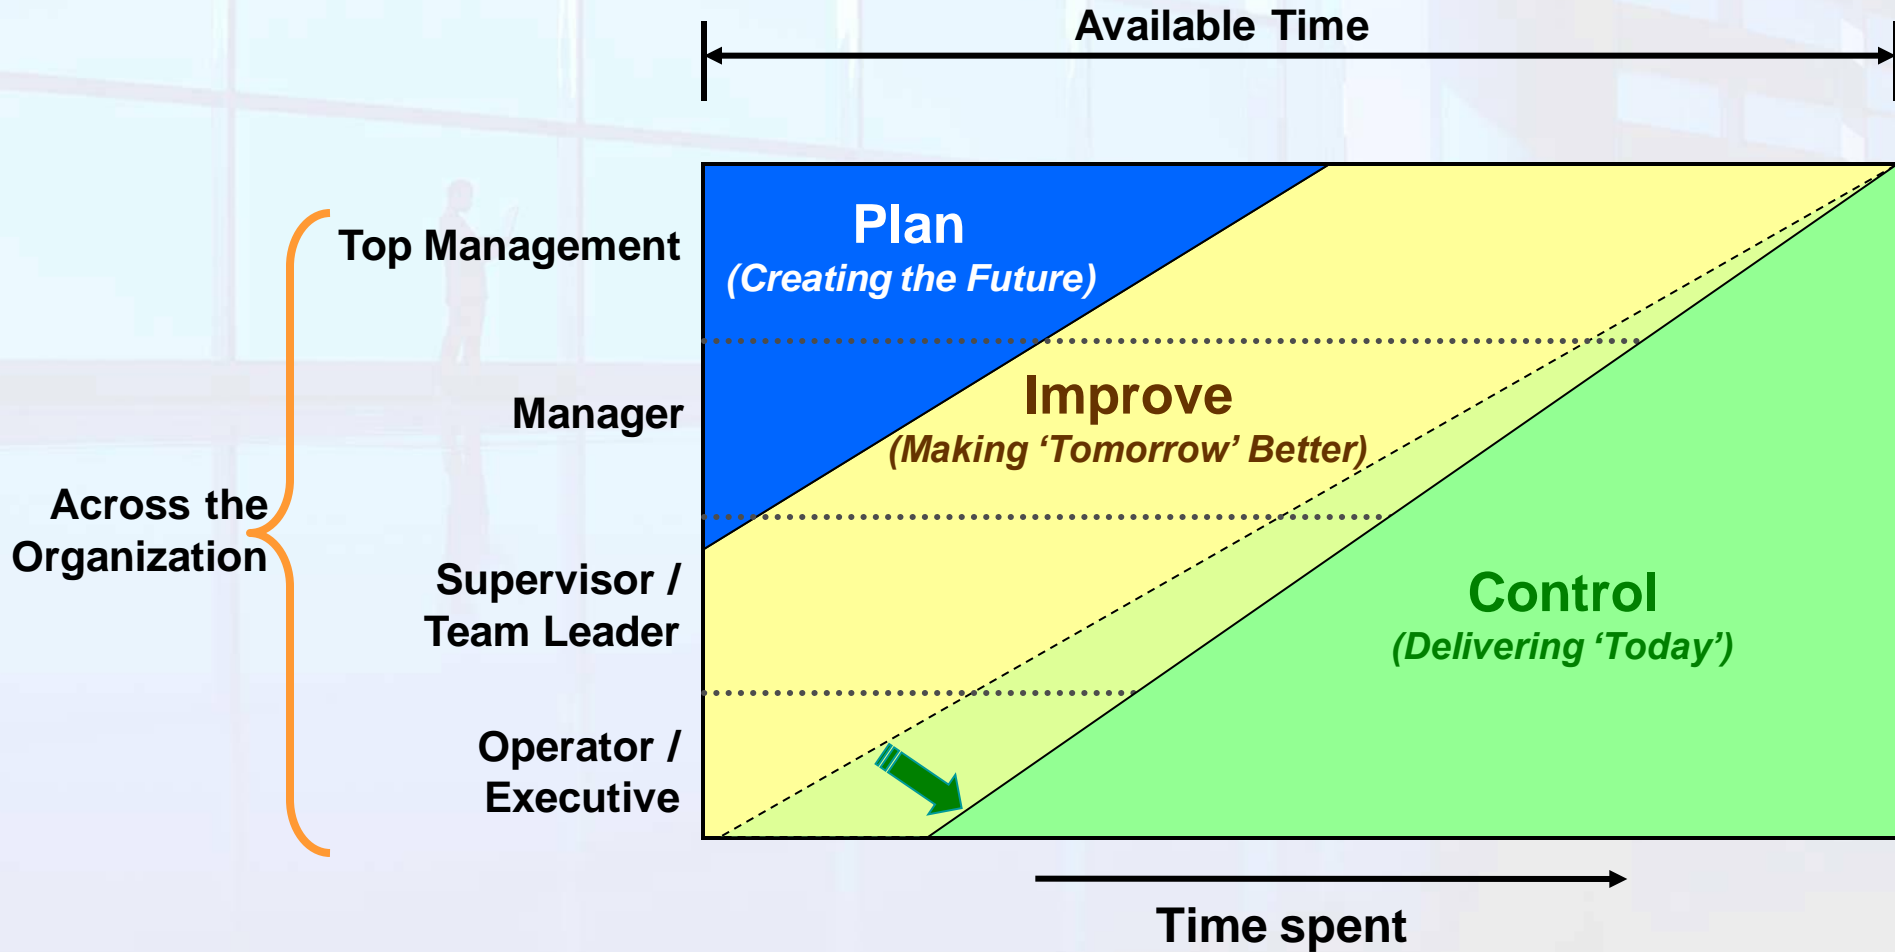 Available Time
Plan
(Creating the Future)
Top Management
Improve
(Making ‘Tomorrow’ Better)
Manager
Across the
Organization
Supervisor /
Team Leader
Control
(Delivering ‘Today’)
Operator /
Executive
Time spent